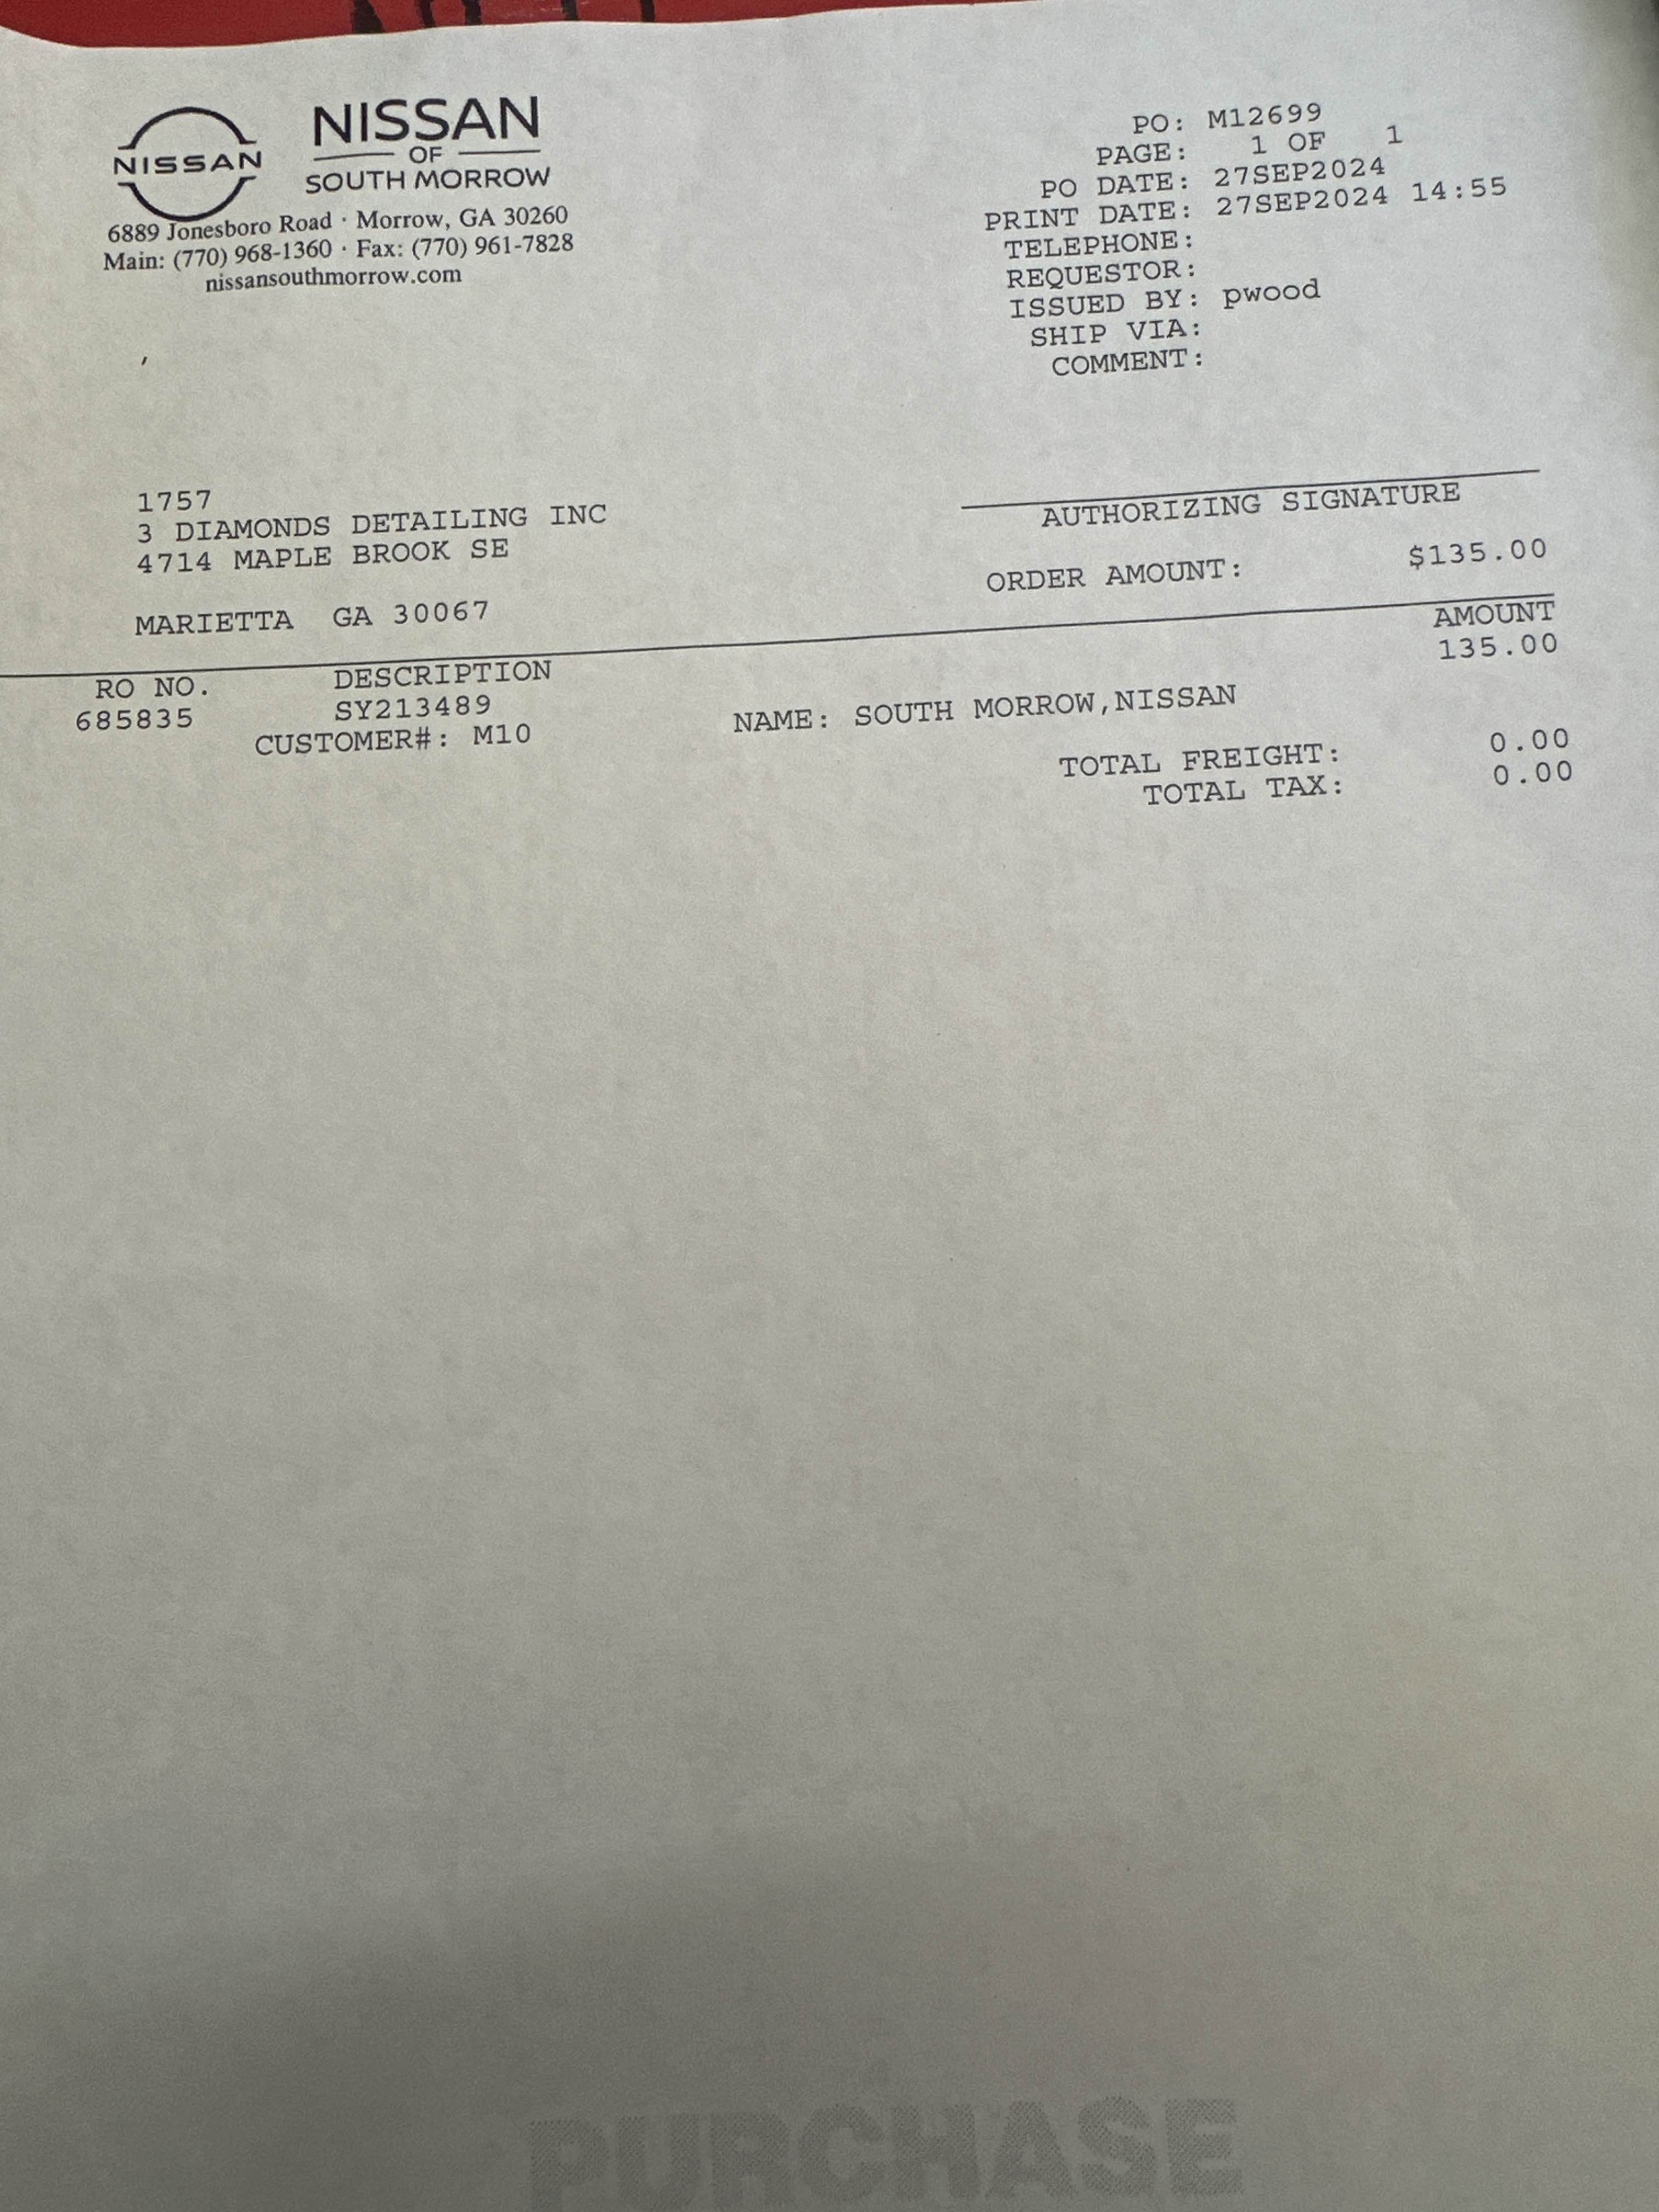 NISSAN
NISSAN
OF
SOUTH MORROW
6889 Jonesboro Road · Morrow, GA 30260
Main: (770) 968-1360 · Fax: (770) 961-7828
nissansouthmorrow.com
PO: M12699
PAGE: 1 OF 1
PO DATE: 27SEP2024
PRINT DATE: 27SEP2024 14:55
TELEPHONE:
REQUESTOR:
ISSUED BY: pwood
SHIP VIA:
COMMENT:
1757
3 DIAMONDS DETAILING INC
4714 MAPLE BROOK SE
MARIETTA GA 30067
AUTHORIZING SIGNATURE
ORDER AMOUNT: $135.00
RO NO. DESCRIPTION AMOUNT
685835 SY213489 135.00
CUSTOMER#: M10 NAME: SOUTH MORROW,NISSAN
TOTAL FREIGHT: 0.00
TOTAL TAX: 0.00
PURCHASE